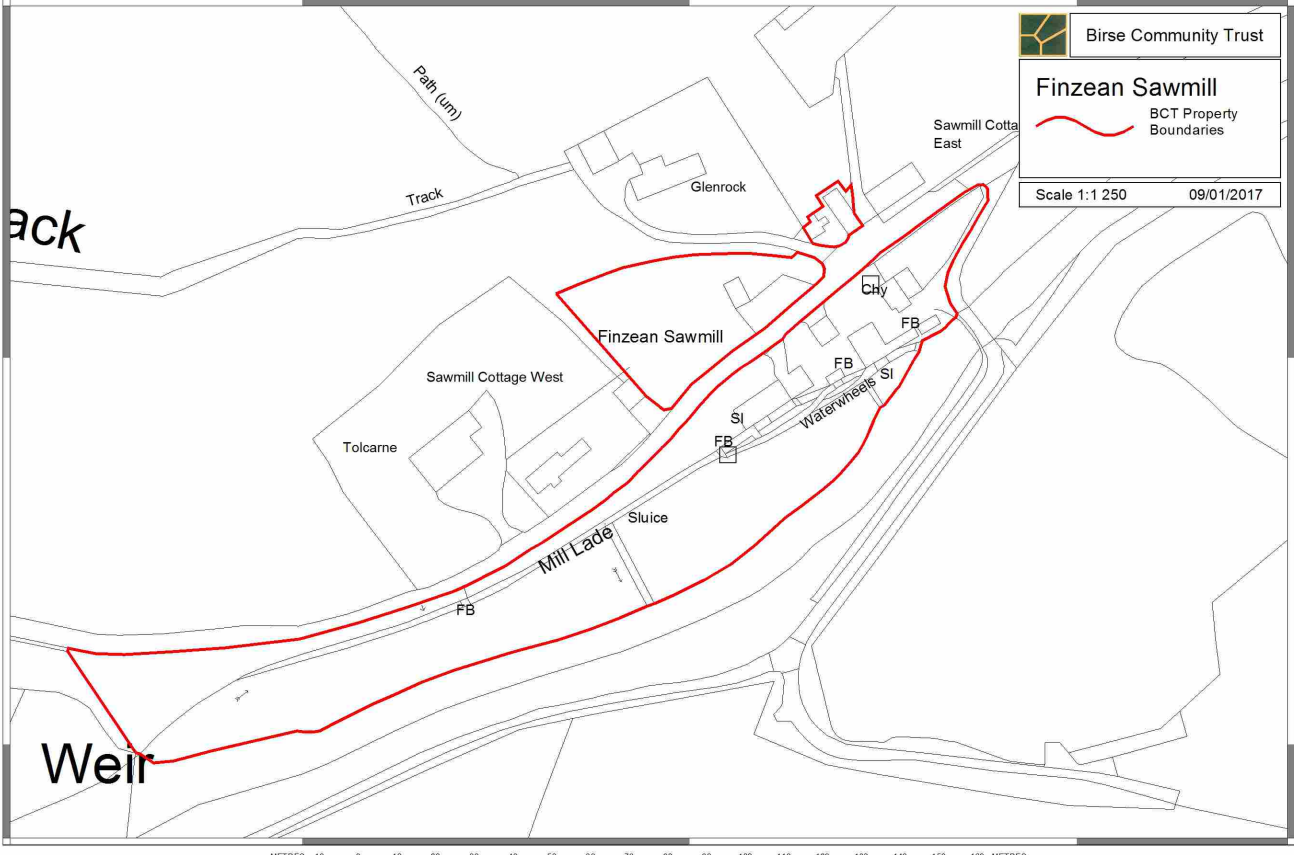 Birse Community Trust
Finzean Sawmill
BCT Property
Boundaries
Scale 1:1 250 09/01/2017
Path (um)
Track
ack
Glenrock
Sawmill Cotta
East
Chy
Finzean Sawmill
FB
FB
SI
Waterwheels
Sawmill Cottage West
SI
FB
Tolcarne
Sluice
Mill Lade
FB
Weir